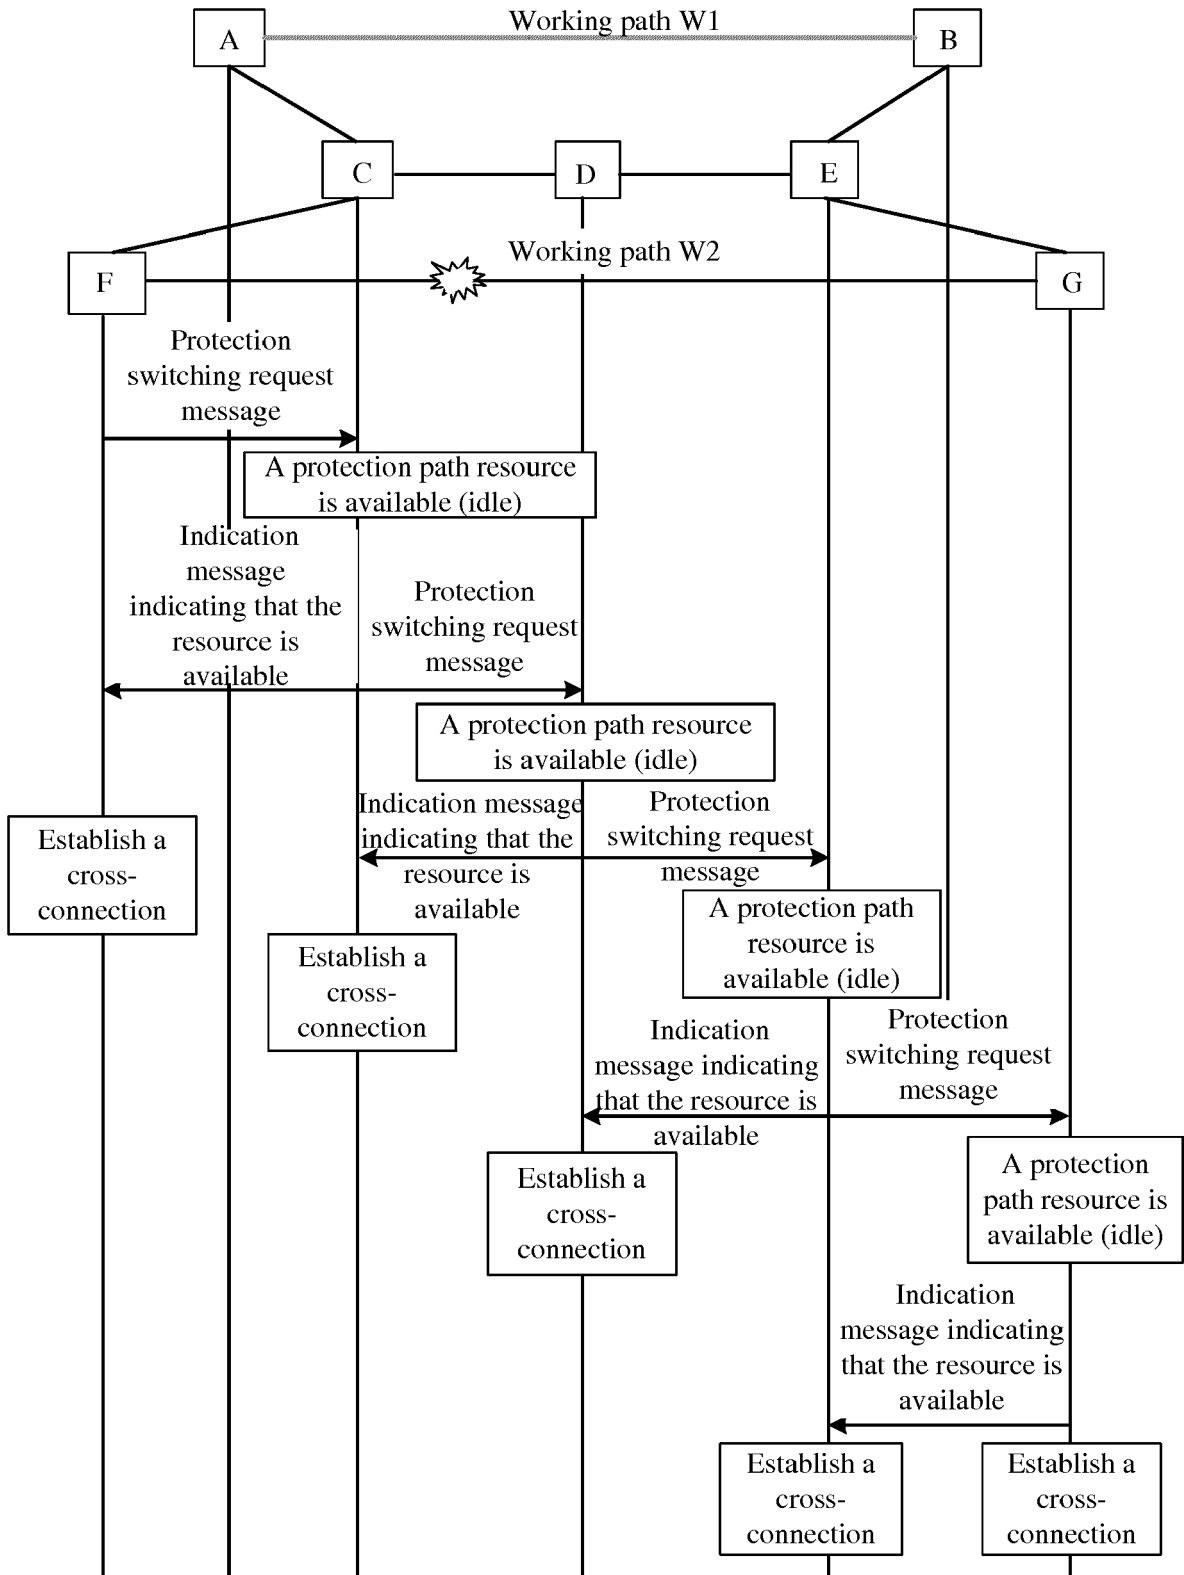 Working path W1
A
B
C
D
E
Working path W2
F
G
Protection
switching request
message
A protection path resource
is available (idle)
Indication
message
indicating that the
resource is
available
Protection
switching request
message
A protection path resource
is available (idle)
Indication message
indicating that the
resource is
available
Protection
switching request
message
Establish a
cross-
connection
A protection path
resource is
available (idle)
Establish a
cross-
connection
Indication
message indicating
that the resource is
available
Protection
switching request
message
Establish a
cross-
connection
A protection
path resource is
available (idle)
Indication
message indicating
that the resource is
available
Establish a
cross-
connection
Establish a
cross-
connection